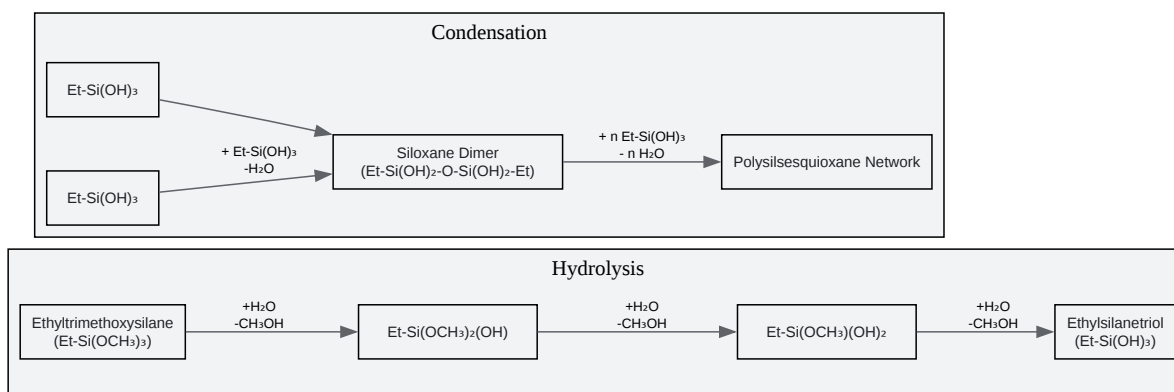 Condensation
Et-Si(OH)₃
+ Et-Si(OH)₃
-H₂O
Et-Si(OH)₃
Siloxane Dimer
(Et-Si(OH)₂-O-Si(OH)₂-Et)
+ n Et-Si(OH)₃
- n H₂O
Polysilsesquioxane Network
Hydrolysis
Ethyltrimethoxysilane
(Et-Si(OCH₃)₃)
+H₂O
-CH₃OH
Et-Si(OCH₃)₂(OH)
+H₂O
-CH₃OH
Et-Si(OCH₃)(OH)₂
+H₂O
-CH₃OH
Ethylsilanetriol
(Et-Si(OH)₃)